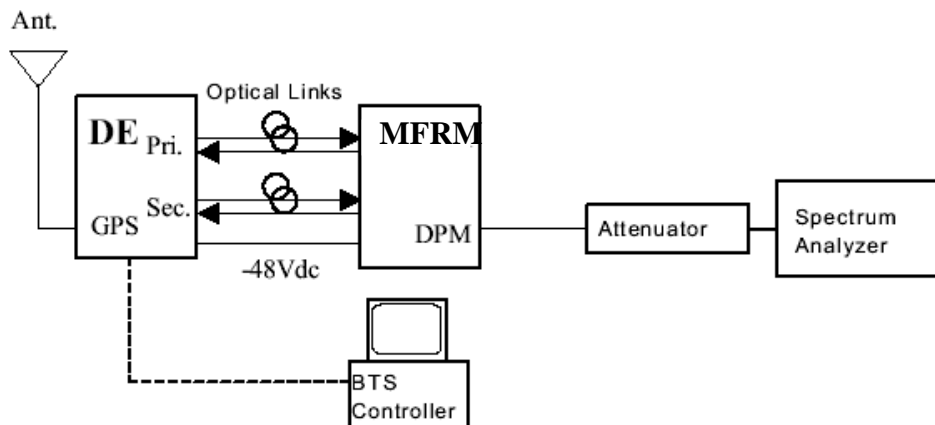 Ant.
Optical Links
DE
Pri.
MFRM
Sec.
GPS
DPM
-48Vdc
Attenuator
Spectrum
Analyzer
BTS
Controller